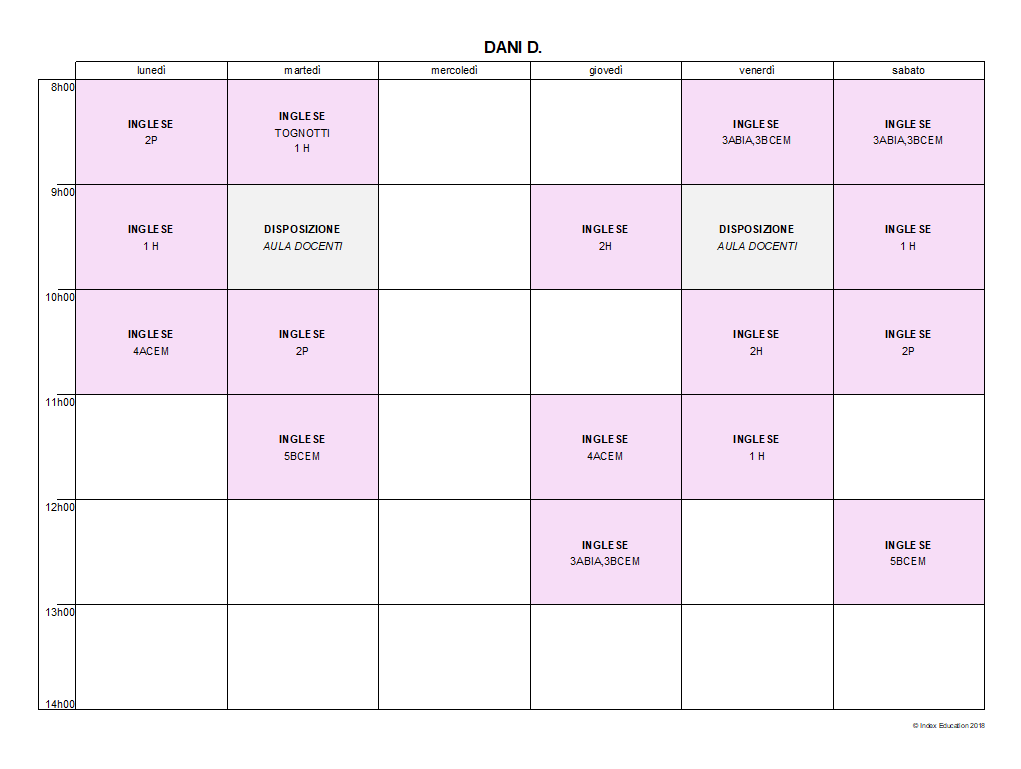 DANI D.
lunedì martedì mercoledì giovedì venerdì sabato
8h00
INGLESE INGLESE INGLESE INGLESE
2P TOGNOTTI 3ABIA,3BCEM 3ABIA,3BCEM
1 H
9h00
INGLESE DISPOSIZIONE INGLESE DISPOSIZIONE INGLESE
1 H AULA DOCENTI 2H AULA DOCENTI 1 H
10h00
INGLESE INGLESE INGLESE INGLESE
4ACEM 2P 2H 2P
11h00
INGLESE INGLESE INGLESE
5BCEM 4ACEM 1 H
12h00
INGLESE INGLESE
3ABIA,3BCEM 5BCEM
13h00
14h00
© Index Education 2018